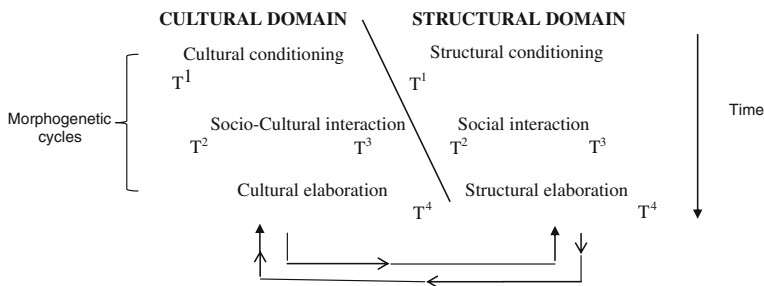 CULTURAL DOMAIN STRUCTURAL DOMAIN
Cultural conditioning Structural conditioning
T1 T1
Morphogenetic
cycles
Time
Socio-Cultural interaction Social interaction
T2 T3 T2 T3
Cultural elaboration Structural elaboration
T4 T4